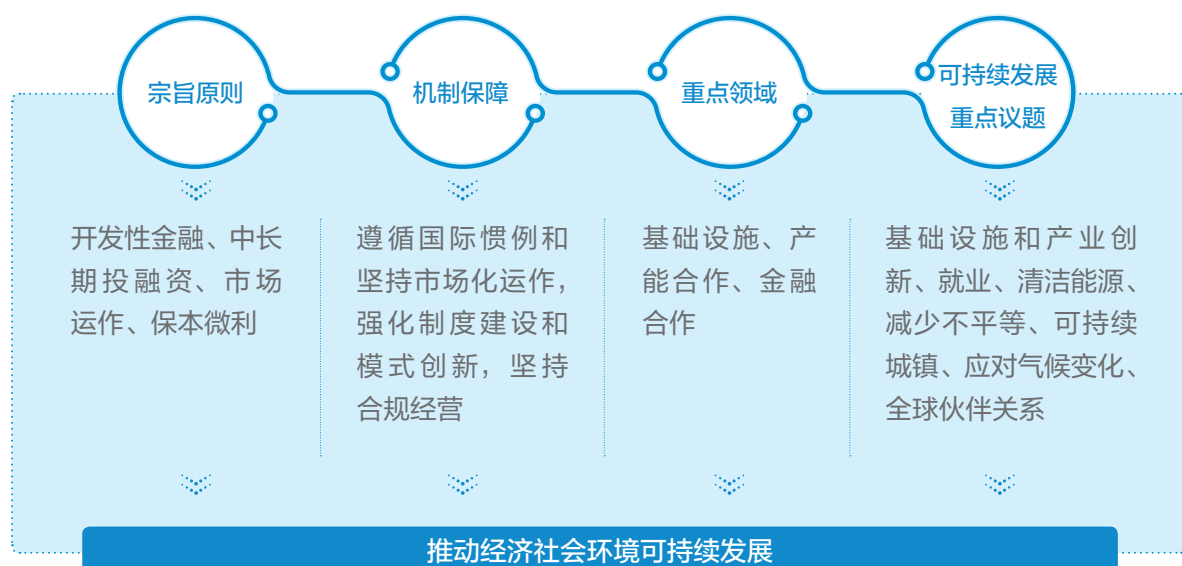 宗旨原则
机制保障
重点领域
可持续发展
重点议题
开发性金融、中长
期投融资、市场
运作、保本微利
遵循国际惯例和
坚持市场化运作，
强化制度建设和
模式创新，坚持
合规经营
基础设施、产
能合作、金融
合作
基础设施和产业创
新、就业、清洁能源、
减少不平等、可持续
城镇、应对气候变化、
全球伙伴关系
推动经济社会环境可持续发展